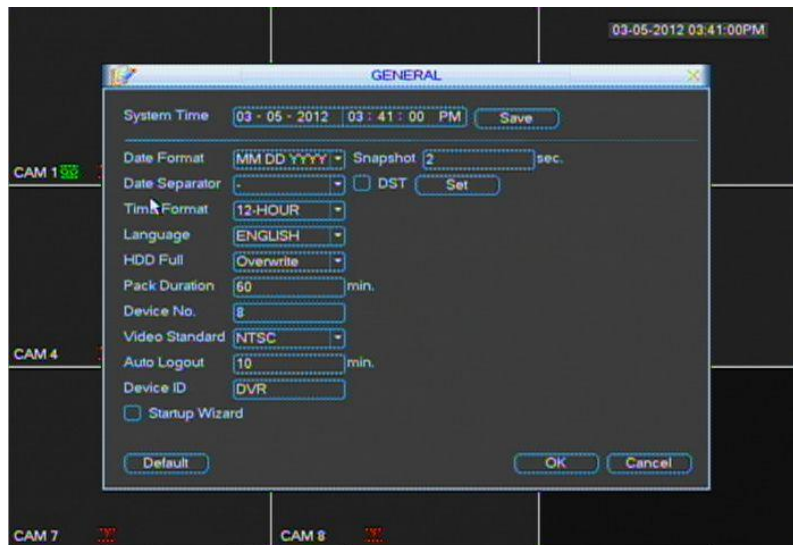 03-05-2012 03:41:00PM
GENERAL
System Time 03 - 05 - 2012 03 : 41 : 00 PM Save
Date Format MM DD YYYY Snapshot 2 sec.
CAM 1
Date Separator - DST Set
Time Format 12-HOUR
Language ENGLISH
HDD Full Overwrite
Pack Duration 60 min.
Device No. 8
Video Standard NTSC
CAM 4
Auto Logout 10 min.
Device ID DVR
Startup Wizard
Default OK Cancel
CAM 7 CAM 8